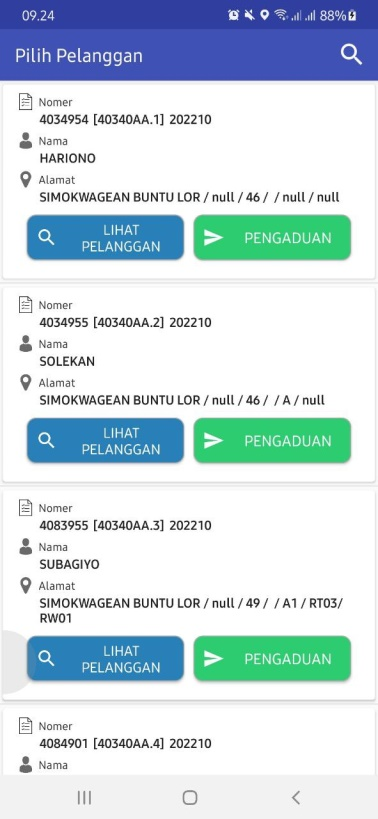 09.24
88%
Pilih Pelanggan
Nomer
4034954 [40340AA.1] 202210
Nama
HARIONO
Alamat
SIMOKWAGEAN BUNTU LOR / null / 46 / / null / null
LIHAT
PELANGGAN
PENGADUAN
Nomer
4034955 [40340AA.2] 202210
Nama
SOLEKAN
Alamat
SIMOKWAGEAN BUNTU LOR / null / 46 / / A / null
LIHAT
PELANGGAN
PENGADUAN
Nomer
4083955 [40340AA.3] 202210
Nama
SUBAGIYO
Alamat
SIMOKWAGEAN BUNTU LOR / null / 49 / / A1 / RT03/
RW01
LIHAT
PELANGGAN
PENGADUAN
Nomer
4084901 [40340AA.4] 202210
Nama